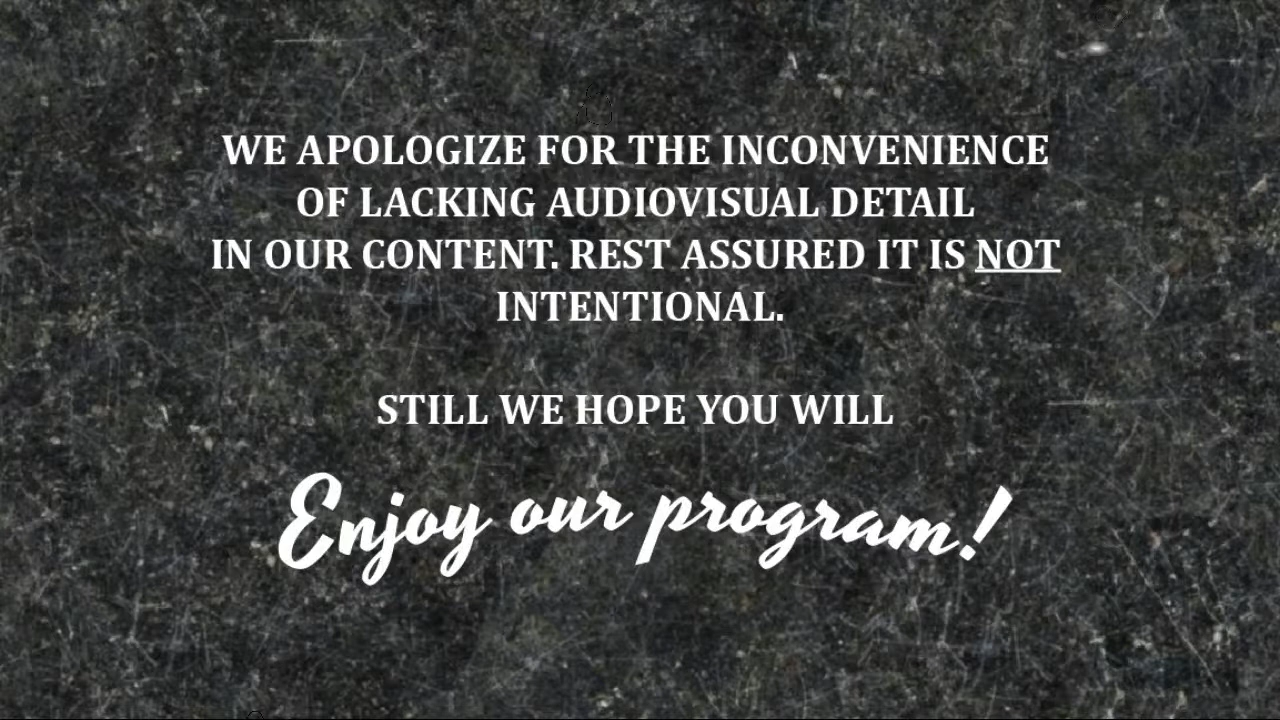 WE APOLOGIZE FOR THE INCONVENIENCE
OF LACKING AUDIOVISUAL DETAIL
IN OUR CONTENT. REST ASSURED IT IS NOT
INTENTIONAL.
STILL WE HOPE YOU WILL
Enjoy our program!